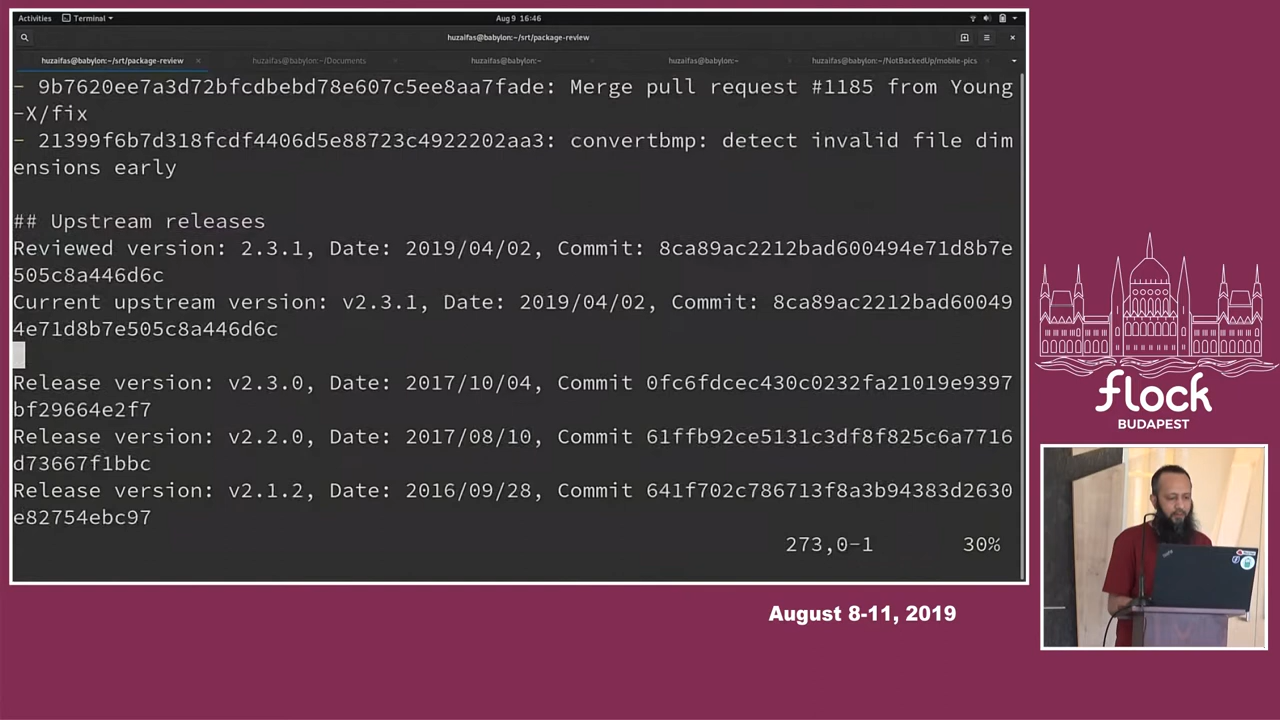 Activities Terminal Aug 9 16:46
huzaifas@babylon:~/srt/package-review
huzaifas@babylon:~/srt/package-review huzaifas@babylon:~/Documents huzaifas@babylon:~ huzaifas@babylon:~ huzaifas@babylon:~/NotBackedUp/mobile-pics
- 9b7620ee7a3d72bfcdbebd78e607c5ee8aa7fade: Merge pull request #1185 from Young
-X/fix
- 21399f6b7d318fcdf4406d5e88723c4922202aa3: convertbmp: detect invalid file dim
ensions early
## Upstream releases
Reviewed version: 2.3.1, Date: 2019/04/02, Commit: 8ca89ac2212bad600494e71d8b7e
505c8a446d6c
Current upstream version: v2.3.1, Date: 2019/04/02, Commit: 8ca89ac2212bad60049
4e71d8b7e505c8a446d6c
Release version: v2.3.0, Date: 2017/10/04, Commit 0fc6fdcec430c0232fa21019e9397
bf29664e2f7
Release version: v2.2.0, Date: 2017/08/10, Commit 61ffb92ce5131c3df8f825c6a7716
d73667f1bbc
Release version: v2.1.2, Date: 2016/09/28, Commit 641f702c786713f8a3b94383d2630
e82754ebc97
273,0-1 30%
flock
BUDAPEST
August 8-11, 2019